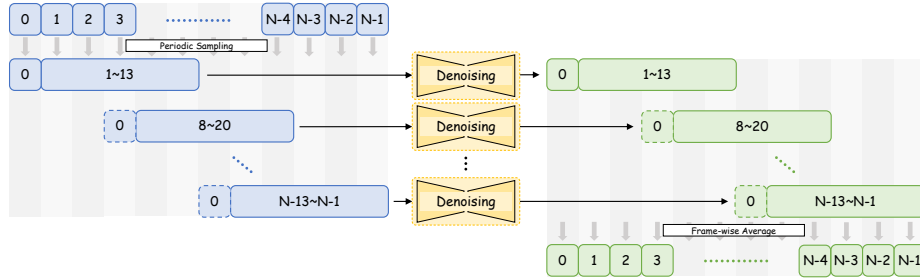 0 1 2 3 ............ N-4 N-3 N-2 N-1
Periodic Sampling
0 1~13 Denoising 0 1~13
0 8~20 Denoising 0 8~20
0 N-13~N-1 Denoising 0 N-13~N-1
Frame-wise Average
0 1 2 3 ............ N-4 N-3 N-2 N-1